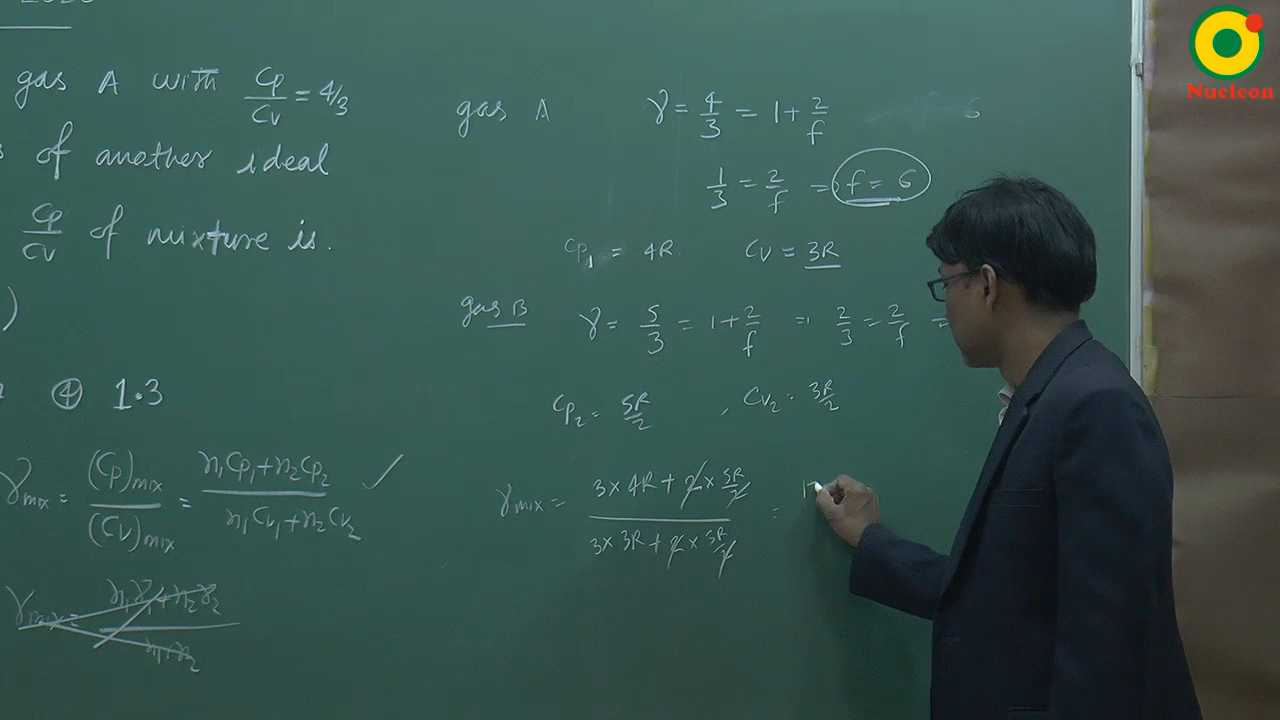 Nucleon
gas A with Cp/Cv = 4/3
of another ideal
Cp/Cv of mixture is.
)
④ 1.3
γmix = (Cp)mix/(Cv)mix = n₁Cp₁+n₂Cp₂/n₁Cv₁+n₂Cv₂ ✓
γmix = n₁γ₁+n₂γ₂/n₁+n₂
gas A γ = 4/3 = 1+2/f
1/3 = 2/f ⇒ f = 6
Cp₁ = 4R. Cv = 3R
gas B γ = 5/3 = 1+2/f ⇒ 2/3 = 2/f =
Cp₂ = 5R/2 , Cv₂ = 3R/2
γmix = 3×4R+2×5R/2 / 3×3R+2×3R/2 =